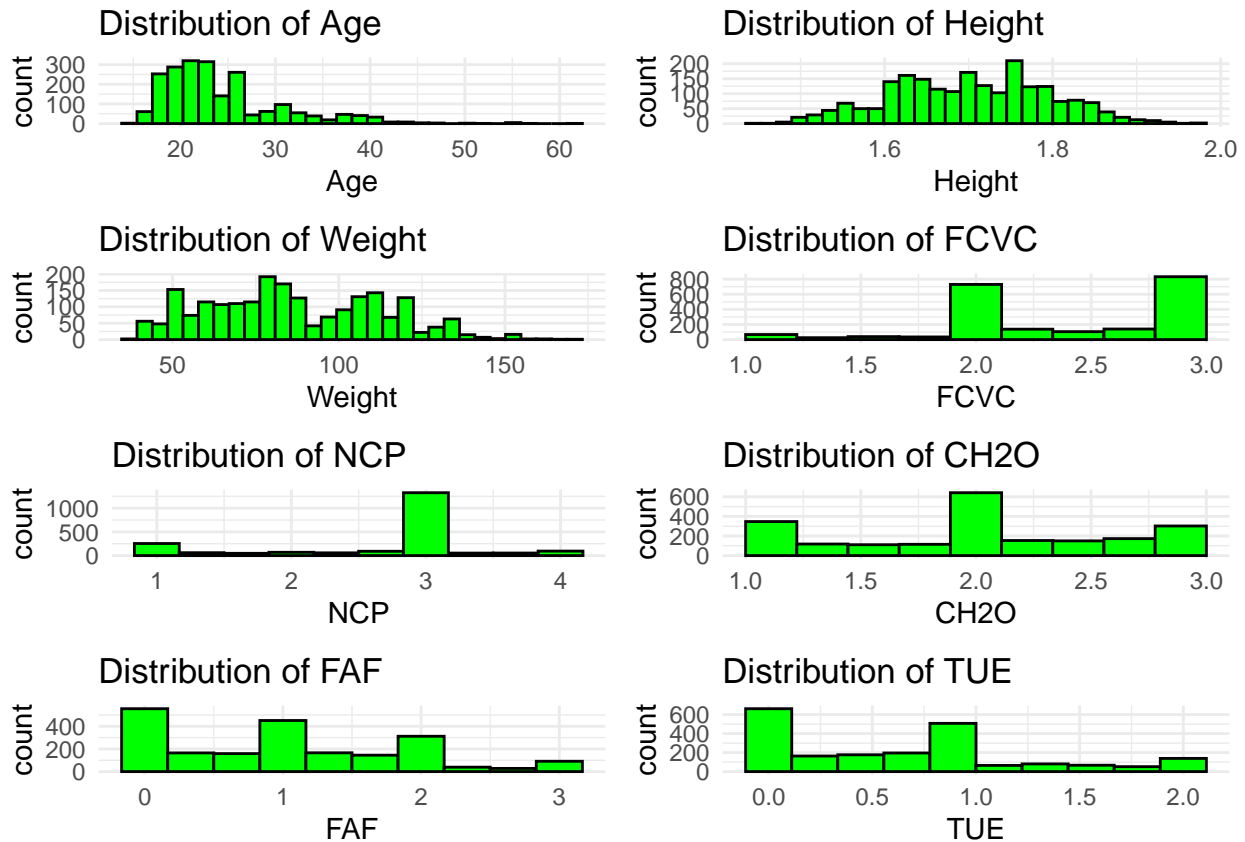 Distribution of Age
count
300
200
100
0
20 30 40 50 60
Age
Distribution of Height
count
200
150
100
50
0
1.6 1.8 2.0
Height
Distribution of Weight
count
200
150
100
50
0
50 100 150
Weight
Distribution of FCVC
count
800
600
400
200
0
1.0 1.5 2.0 2.5 3.0
FCVC
Distribution of NCP
count
1000
500
0
1 2 3 4
NCP
Distribution of CH2O
count
600
400
200
0
1.0 1.5 2.0 2.5 3.0
CH2O
Distribution of FAF
count
400
200
0
0 1 2 3
FAF
Distribution of TUE
count
600
400
200
0
0.0 0.5 1.0 1.5 2.0
TUE